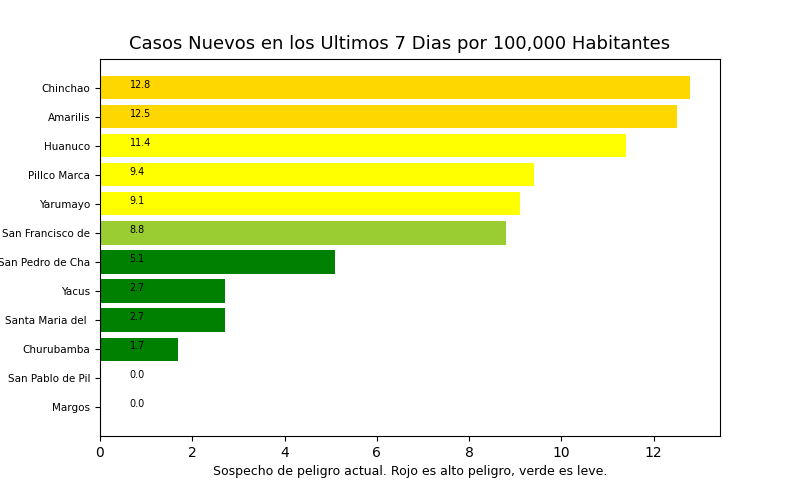 Casos Nuevos en los Ultimos 7 Dias por 100,000 Habitantes
Chinchao 12.8
Amarilis 12.5
Huanuco 11.4
Pillco Marca 9.4
Yarumayo 9.1
San Francisco de 8.8
San Pedro de Cha 5.1
Yacus 2.7
Santa Maria del 2.7
Churubamba 1.7
San Pablo de Pil 0.0
Margos 0.0
0 2 4 6 8 10 12
Sospecho de peligro actual. Rojo es alto peligro, verde es leve.